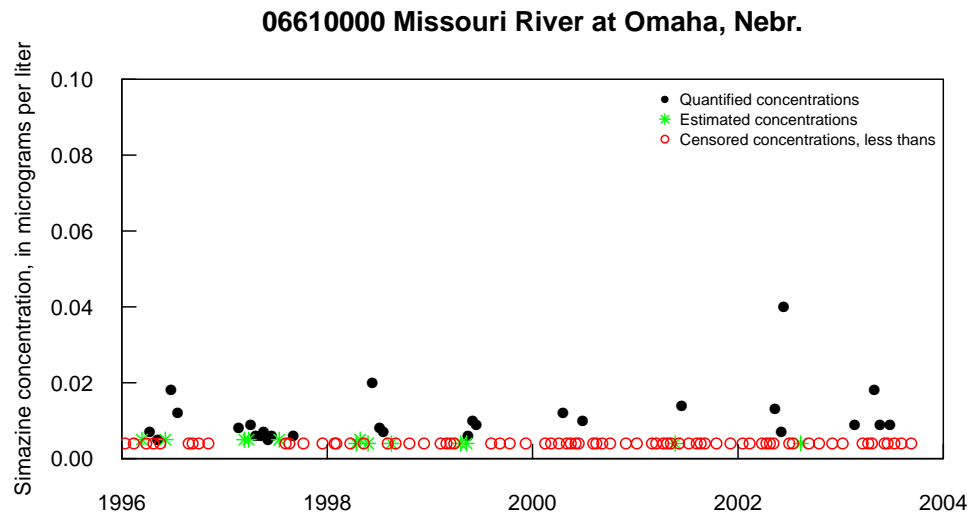 06610000 Missouri River at Omaha, Nebr.
Simazine concentration, in micrograms per liter
0.10
0.08
0.06
0.04
0.02
0.00
Quantified concentrations
Estimated concentrations
Censored concentrations, less thans
1996 1998 2000 2002 2004